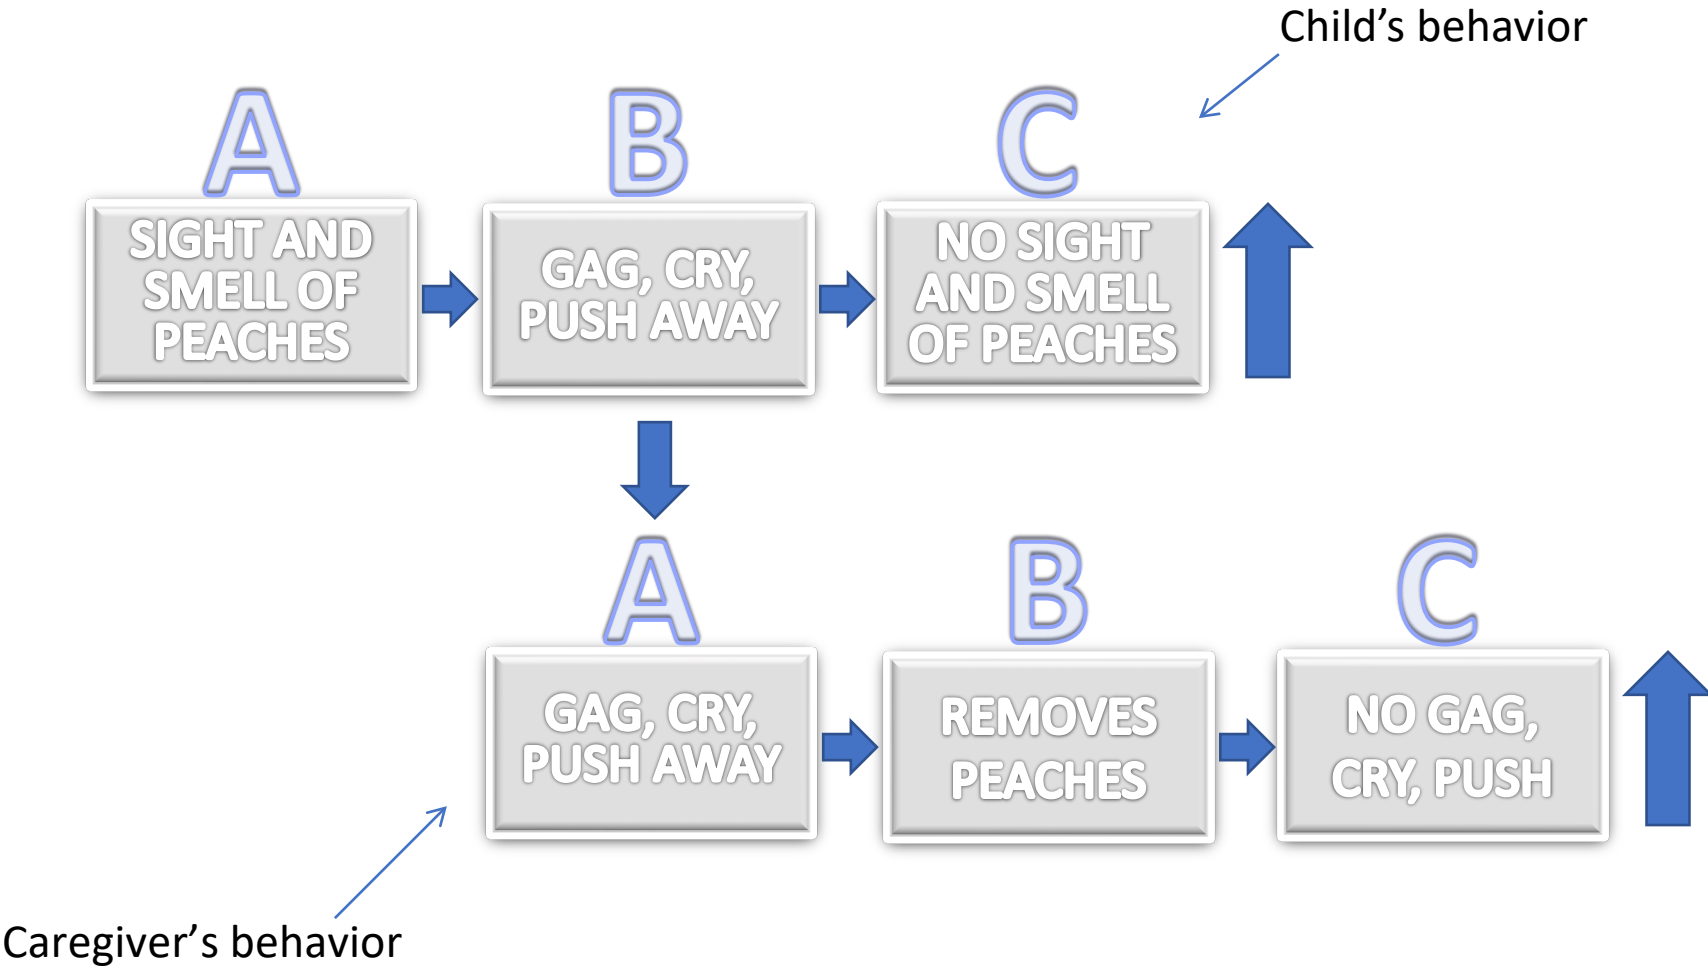 Child’s behavior
A
B
C
SIGHT AND
SMELL OF
PEACHES
GAG, CRY,
PUSH AWAY
NO SIGHT
AND SMELL
OF PEACHES
A
B
C
GAG, CRY,
PUSH AWAY
REMOVES
PEACHES
NO GAG,
CRY, PUSH
Caregiver’s behavior